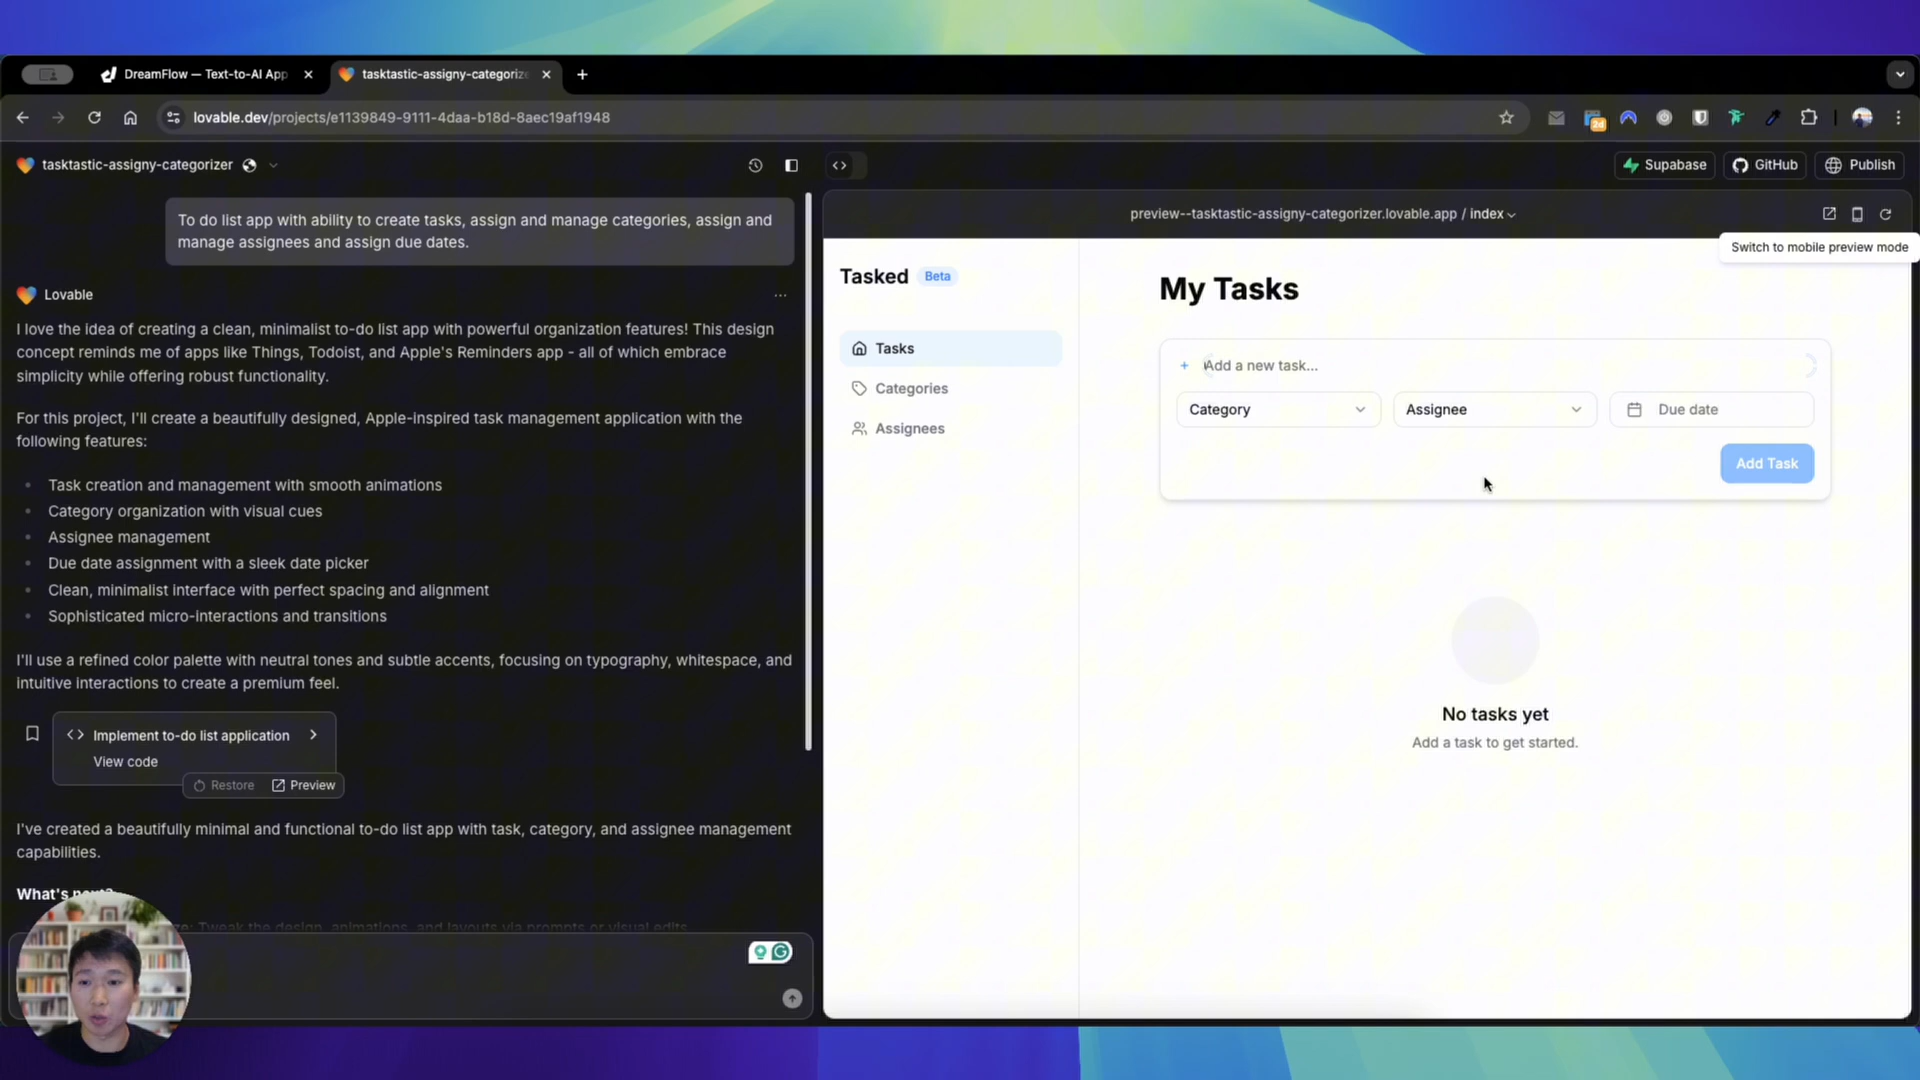 DreamFlow — Text-to-AI App
tasktastic-assigny-categorize
lovable.dev/projects/e1139849-9111-4daa-b18d-8aec19af1948
2d
tasktastic-assigny-categorizer
Supabase
GitHub
Publish
To do list app with ability to create tasks, assign and manage categories, assign and
manage assignees and assign due dates.
Lovable
I love the idea of creating a clean, minimalist to-do list app with powerful organization features! This design
concept reminds me of apps like Things, Todoist, and Apple's Reminders app - all of which embrace
simplicity while offering robust functionality.
For this project, I'll create a beautifully designed, Apple-inspired task management application with the
following features:
Task creation and management with smooth animations
Category organization with visual cues
Assignee management
Due date assignment with a sleek date picker
Clean, minimalist interface with perfect spacing and alignment
Sophisticated micro-interactions and transitions
I'll use a refined color palette with neutral tones and subtle accents, focusing on typography, whitespace, and
intuitive interactions to create a premium feel.
Implement to-do list application
View code
Restore
Preview
I've created a beautifully minimal and functional to-do list app with task, category, and assignee management
capabilities.
What's next?
Tweak the design, animations, and layouts via prompts or visual edits
preview--tasktastic-assigny-categorizer.lovable.app / index
Switch to mobile preview mode
Tasked
Beta
Tasks
Categories
Assignees
My Tasks
+ Add a new task...
Category
Assignee
Due date
Add Task
No tasks yet
Add a task to get started.